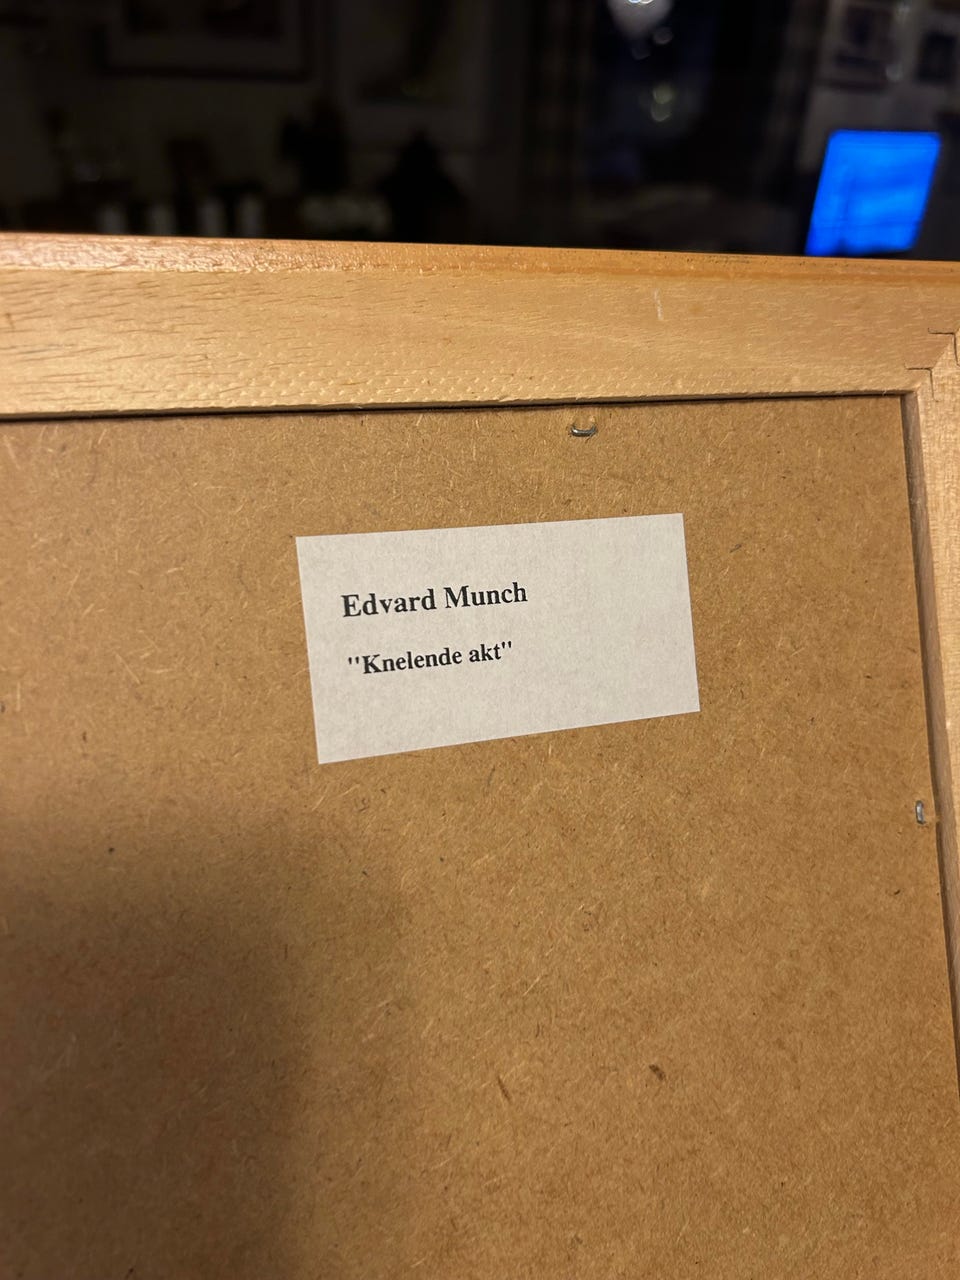 Edvard Munch
"Knelende akt"